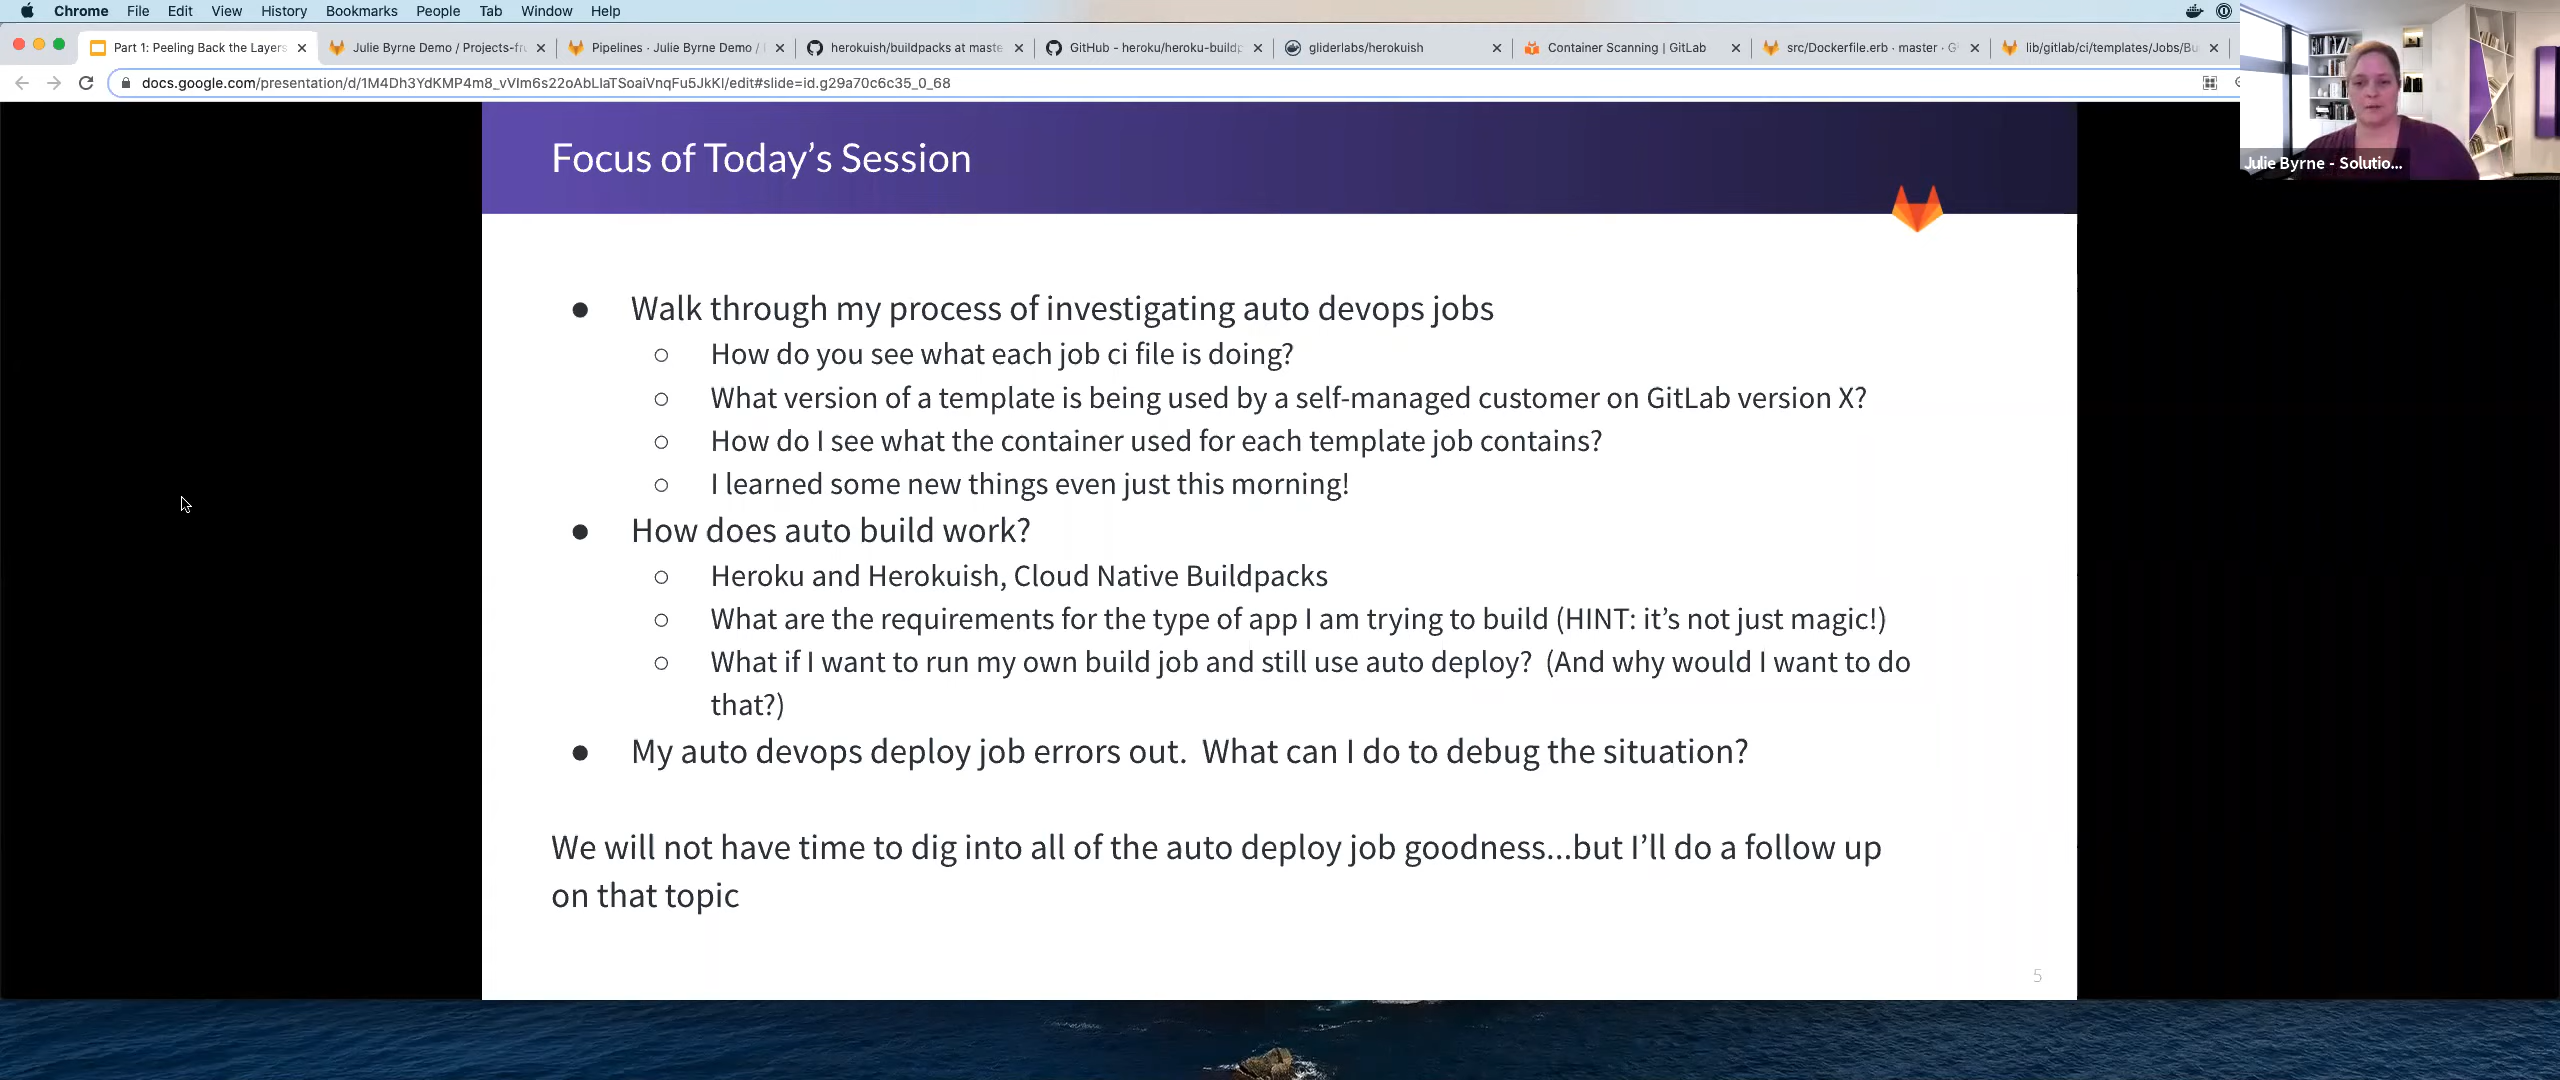 Chrome File Edit View History Bookmarks People Tab Window Help
Part 1: Peeling Back the Layers
Julie Byrne Demo / Projects-fru
Pipelines · Julie Byrne Demo /
herokuish/buildpacks at maste
GitHub - heroku/heroku-buildp
gliderlabs/herokuish
Container Scanning | GitLab
src/Dockerfile.erb · master · G
lib/gitlab/ci/templates/Jobs/Bu
docs.google.com/presentation/d/1M4Dh3YdKMP4m8_vVIm6s22oAbLIaTSoaiVnqFu5JkKI/edit#slide=id.g29a70c6c35_0_68
Julie Byrne - Solutio...
Focus of Today’s Session
● Walk through my process of investigating auto devops jobs
○ How do you see what each job ci file is doing?
○ What version of a template is being used by a self-managed customer on GitLab version X?
○ How do I see what the container used for each template job contains?
○ I learned some new things even just this morning!
● How does auto build work?
○ Heroku and Herokuish, Cloud Native Buildpacks
○ What are the requirements for the type of app I am trying to build (HINT: it’s not just magic!)
○ What if I want to run my own build job and still use auto deploy? (And why would I want to do
that?)
● My auto devops deploy job errors out. What can I do to debug the situation?
We will not have time to dig into all of the auto deploy job goodness...but I’ll do a follow up
on that topic
5